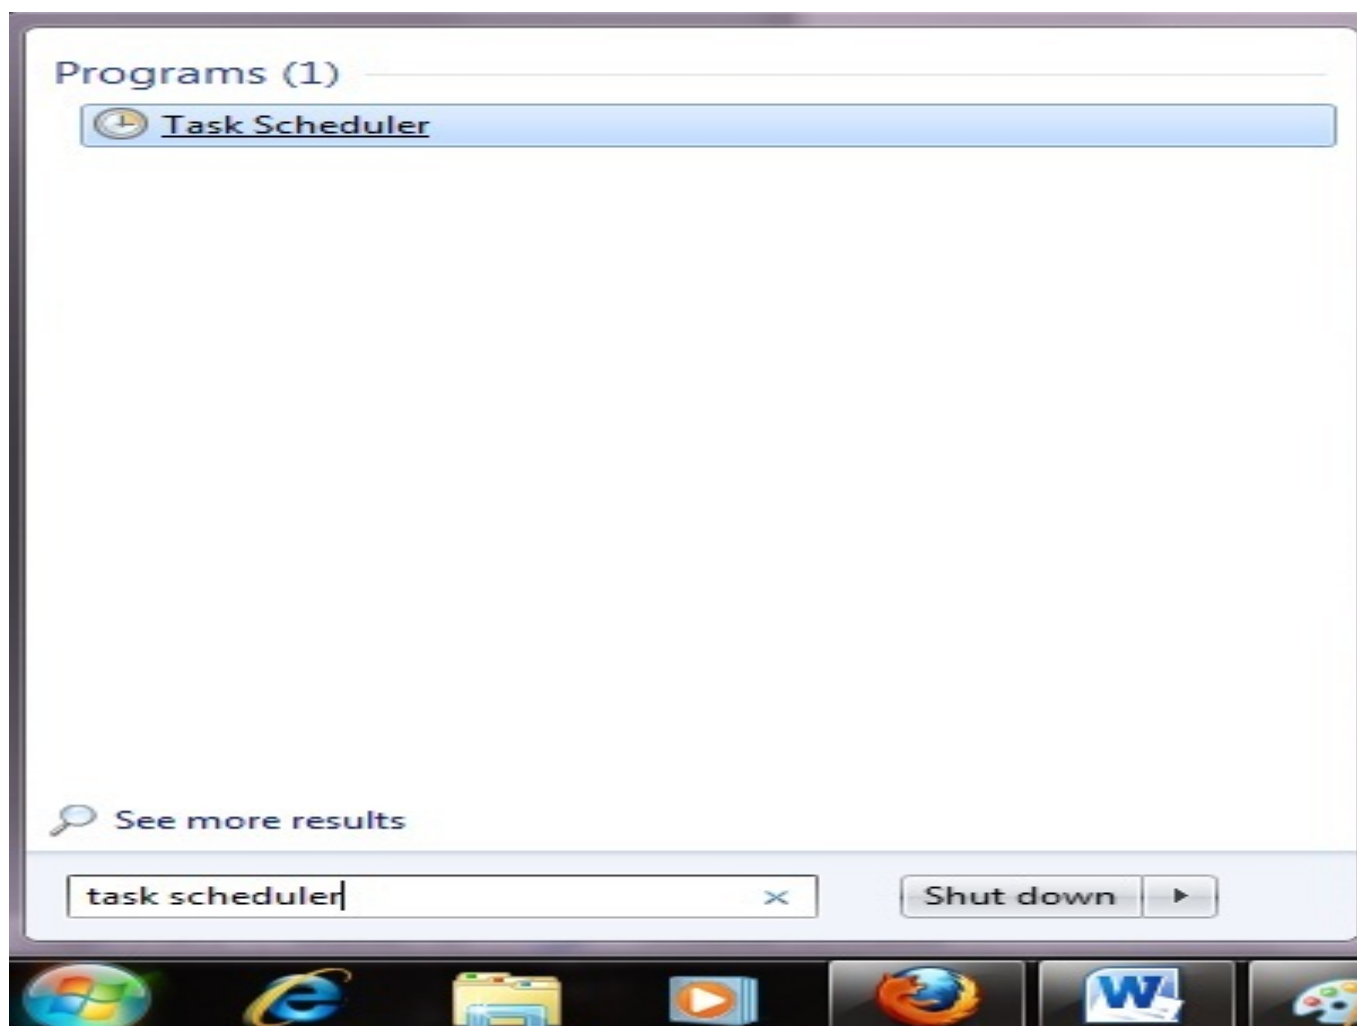 Programs (1)
Task Scheduler
See more results
task scheduler
Shut down